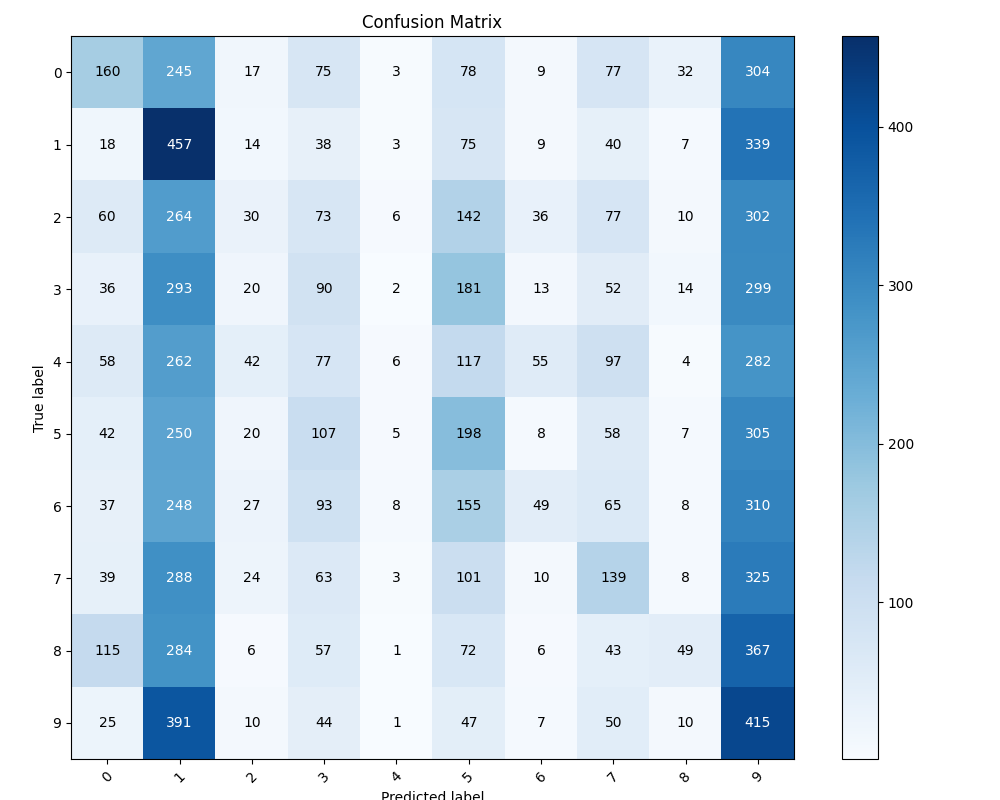 Confusion Matrix
0 160 245 17 75 3 78 9 77 32 304
1 18 457 14 38 3 75 9 40 7 339
2 60 264 30 73 6 142 36 77 10 302
3 36 293 20 90 2 181 13 52 14 299
4 58 262 42 77 6 117 55 97 4 282
5 42 250 20 107 5 198 8 58 7 305
6 37 248 27 93 8 155 49 65 8 310
7 39 288 24 63 3 101 10 139 8 325
8 115 284 6 57 1 72 6 43 49 367
9 25 391 10 44 1 47 7 50 10 415
0 1 2 3 4 5 6 7 8 9
True label
Predicted label
400
300
200
100